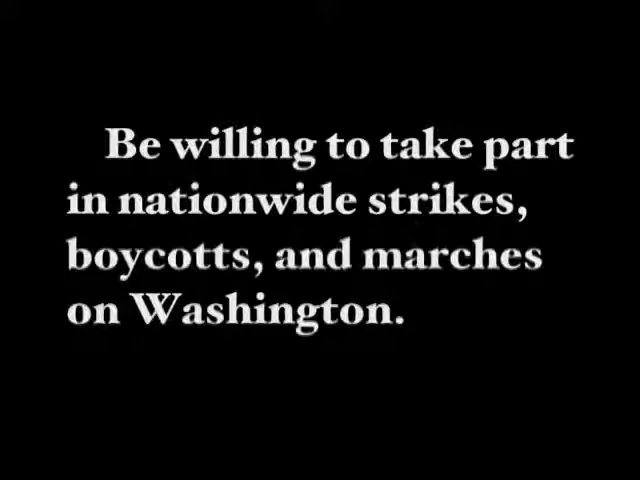 Be willing to take part
in nationwide strikes,
boycotts, and marches
on Washington.